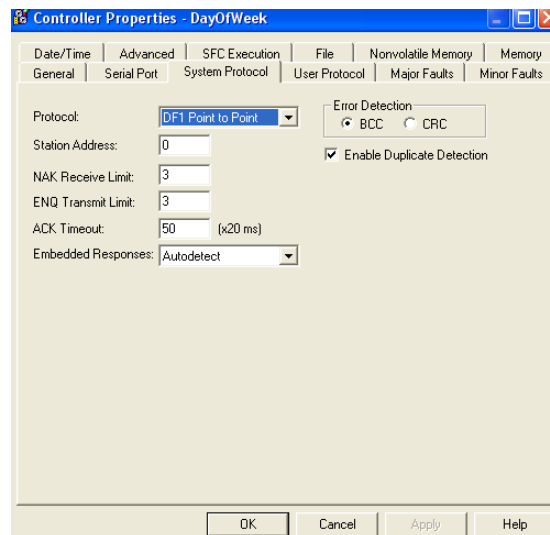 Controller Properties - DayOfWeek
Date/Time Advanced SFC Execution File Nonvolatile Memory Memory
General Serial Port System Protocol User Protocol Major Faults Minor Faults
Protocol: DF1 Point to Point
Error Detection
BCC CRC
Station Address: 0
Enable Duplicate Detection
NAK Receive Limit: 3
ENQ Transmit Limit: 3
ACK Timeout: 50 (x20 ms)
Embedded Responses: Autodetect
OK Cancel Apply Help